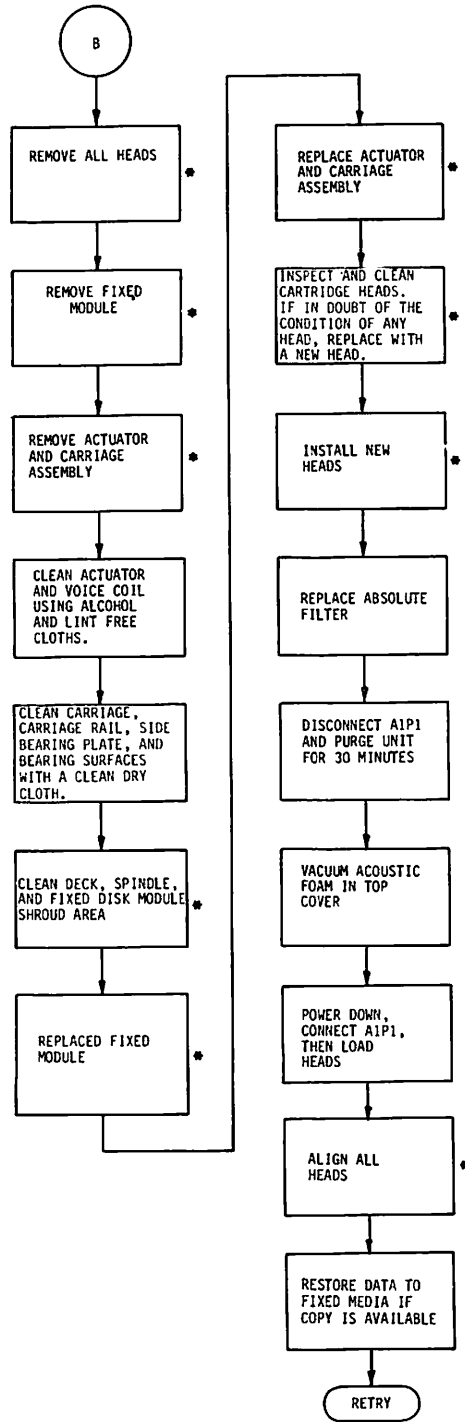 B
REMOVE ALL HEADS
*
REMOVE FIXED
MODULE
*
REMOVE ACTUATOR
AND CARRIAGE
ASSEMBLY
*
CLEAN ACTUATOR
AND VOICE COIL
USING ALCOHOL
AND LINT FREE
CLOTHS.
CLEAN CARRIAGE,
CARRIAGE RAIL, SIDE
BEARING PLATE, AND
BEARING SURFACES
WITH A CLEAN DRY
CLOTH.
CLEAN DECK, SPINDLE,
AND FIXED DISK MODULE
SHROUD AREA
*
REPLACED FIXED
MODULE
*
REPLACE ACTUATOR
AND CARRIAGE
ASSEMBLY
*
INSPECT AND CLEAN
CARTRIDGE HEADS.
IF IN DOUBT OF THE
CONDITION OF ANY
HEAD, REPLACE WITH
A NEW HEAD.
*
INSTALL NEW
HEADS
*
REPLACE ABSOLUTE
FILTER
DISCONNECT A1P1
AND PURGE UNIT
FOR 30 MINUTES
VACUUM ACOUSTIC
FOAM IN TOP
COVER
POWER DOWN,
CONNECT A1P1,
THEN LOAD
HEADS
ALIGN ALL
HEADS
*
RESTORE DATA TO
FIXED MEDIA IF
COPY IS AVAILABLE
RETRY